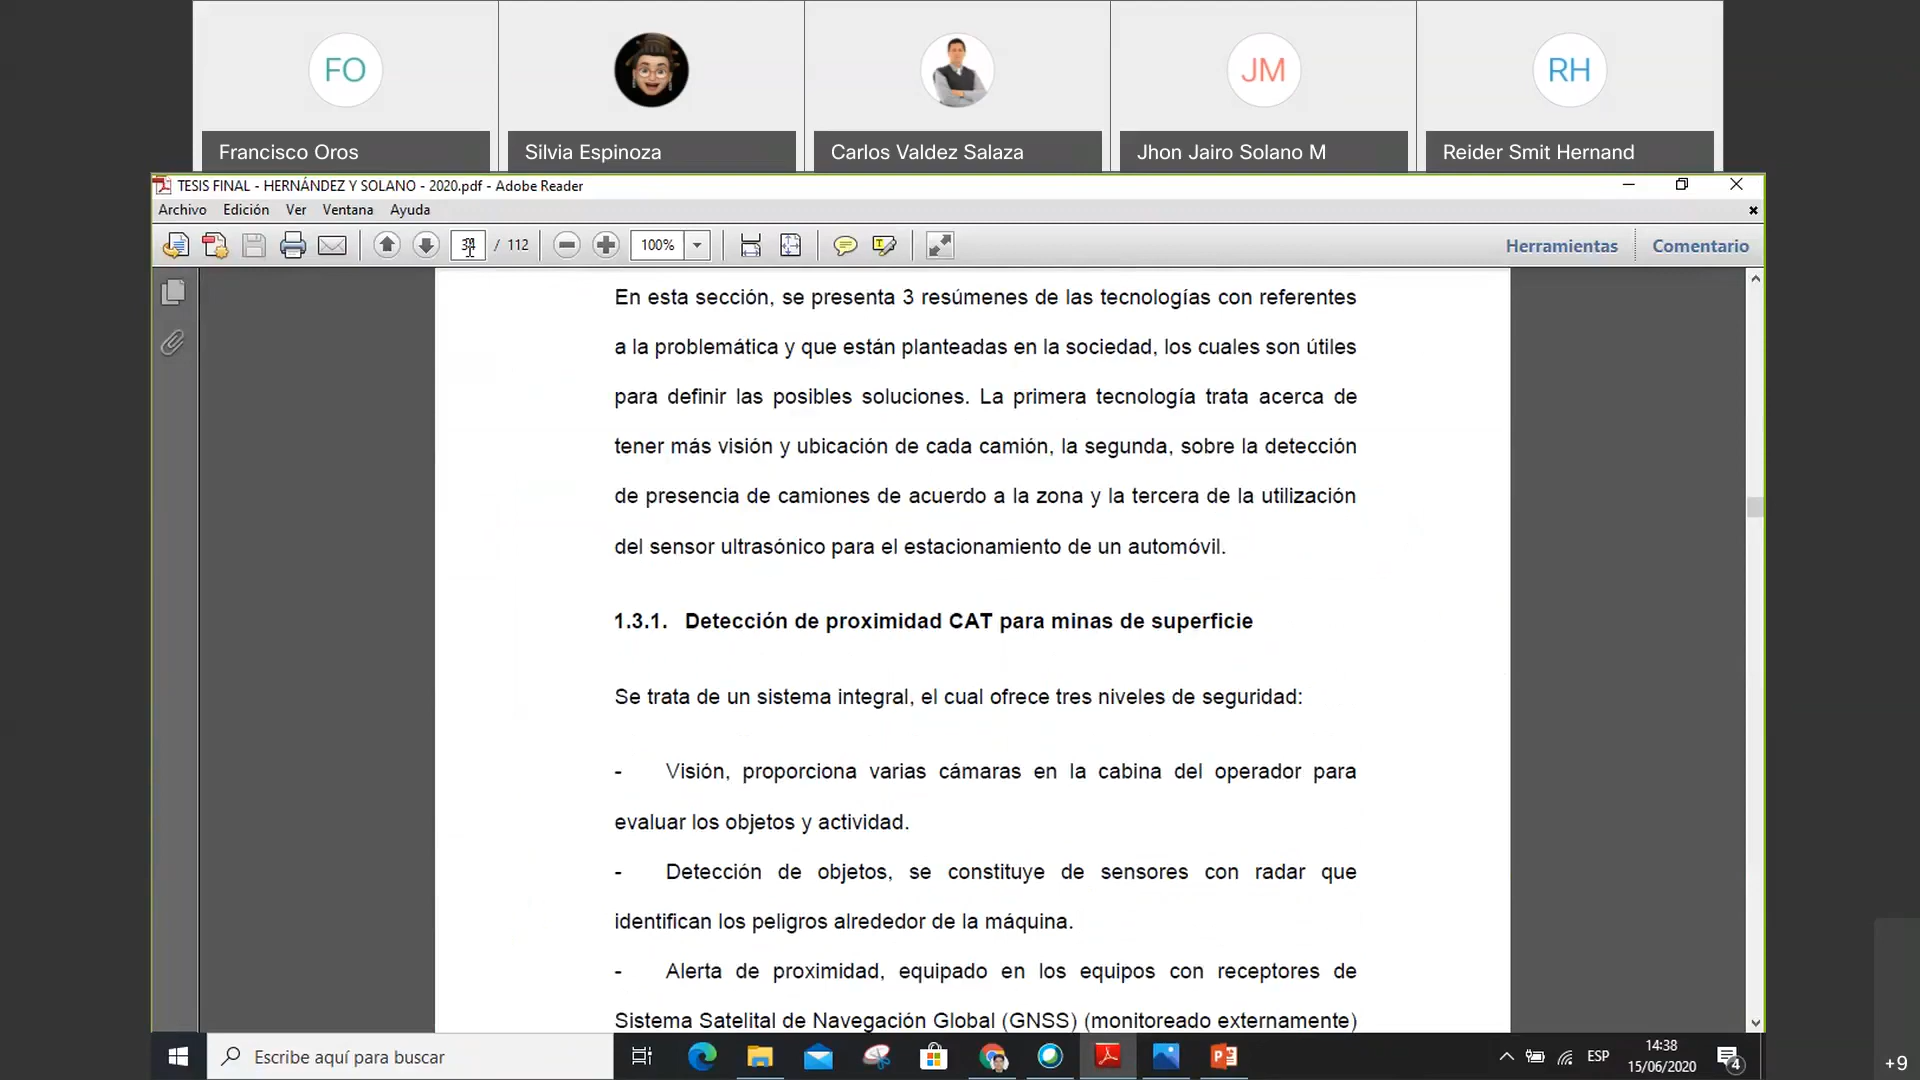 FO
JM
RH
Francisco Oros
Silvia Espinoza
Carlos Valdez Salaza
Jhon Jairo Solano M
Reider Smit Hernand
TESIS FINAL - HERNÁNDEZ Y SOLANO - 2020.pdf - Adobe Reader
Archivo Edición Ver Ventana Ayuda
/ 112
100%
Herramientas
Comentario
En esta sección, se presenta 3 resúmenes de las tecnologías con referentes
a la problemática y que están planteadas en la sociedad, los cuales son útiles
para definir las posibles soluciones. La primera tecnología trata acerca de
tener más visión y ubicación de cada camión, la segunda, sobre la detección
de presencia de camiones de acuerdo a la zona y la tercera de la utilización
del sensor ultrasónico para el estacionamiento de un automóvil.
1.3.1. Detección de proximidad CAT para minas de superficie
Se trata de un sistema integral, el cual ofrece tres niveles de seguridad:
- Visión, proporciona varias cámaras en la cabina del operador para
evaluar los objetos y actividad.
- Detección de objetos, se constituye de sensores con radar que
identifican los peligros alrededor de la máquina.
- Alerta de proximidad, equipado en los equipos con receptores de
Sistema Satelital de Navegación Global (GNSS) (monitoreado externamente)
Escribe aquí para buscar
ESP
14:38
15/06/2020
4
+9